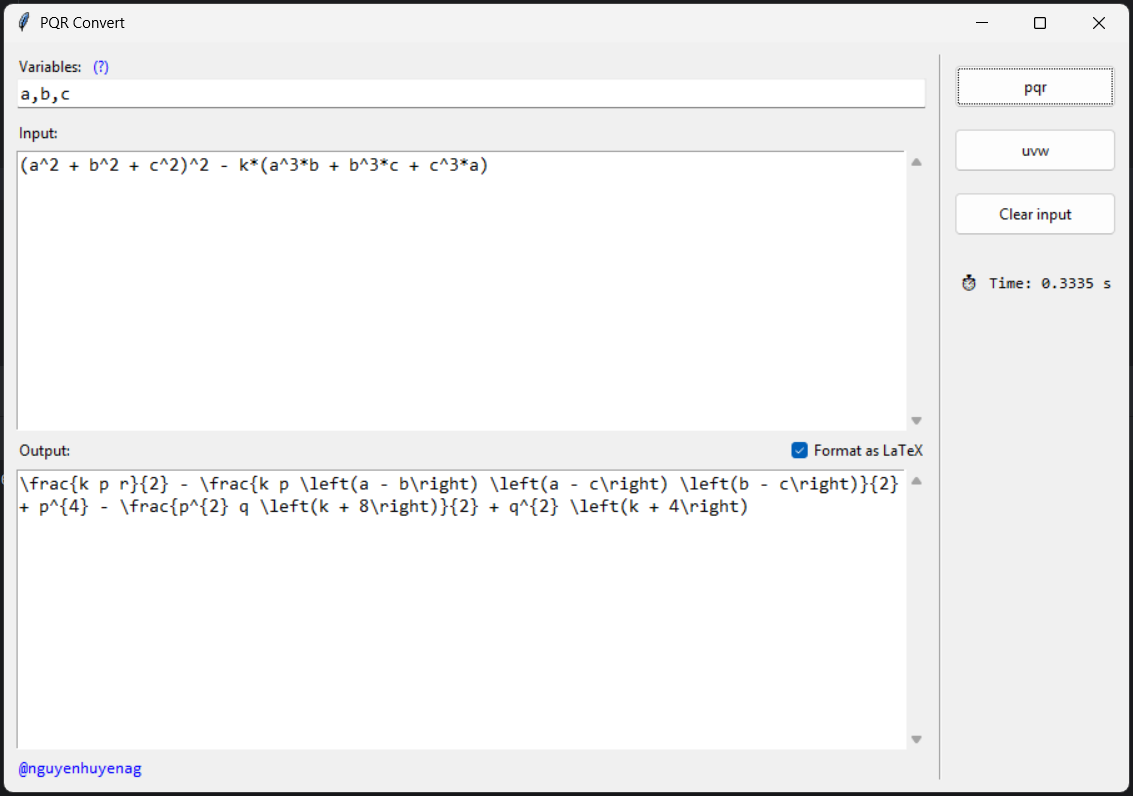 PQR Convert
Variables: (?)
a,b,c
pqr
Input:
(a^2 + b^2 + c^2)^2 - k*(a^3*b + b^3*c + c^3*a)
uvw
Clear input
Time: 0.3335 s
Output:
Format as LaTeX
\frac{k p r}{2} - \frac{k p \left(a - b\right) \left(a - c\right) \left(b - c\right)}{2}
+ p^{4} - \frac{p^{2} q \left(k + 8\right)}{2} + q^{2} \left(k + 4\right)
@nguyenhuyenag